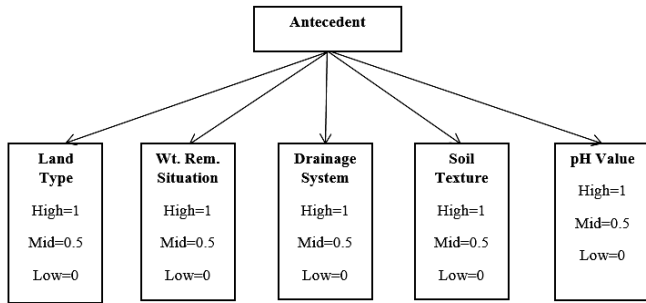 Antecedent
Land
Type
High=1
Mid=0.5
Low=0
Wt. Rem.
Situation
High=1
Mid=0.5
Low=0
Drainage
System
High=1
Mid=0.5
Low=0
Soil
Texture
High=1
Mid=0.5
Low=0
pH Value
High=1
Mid=0.5
Low=0